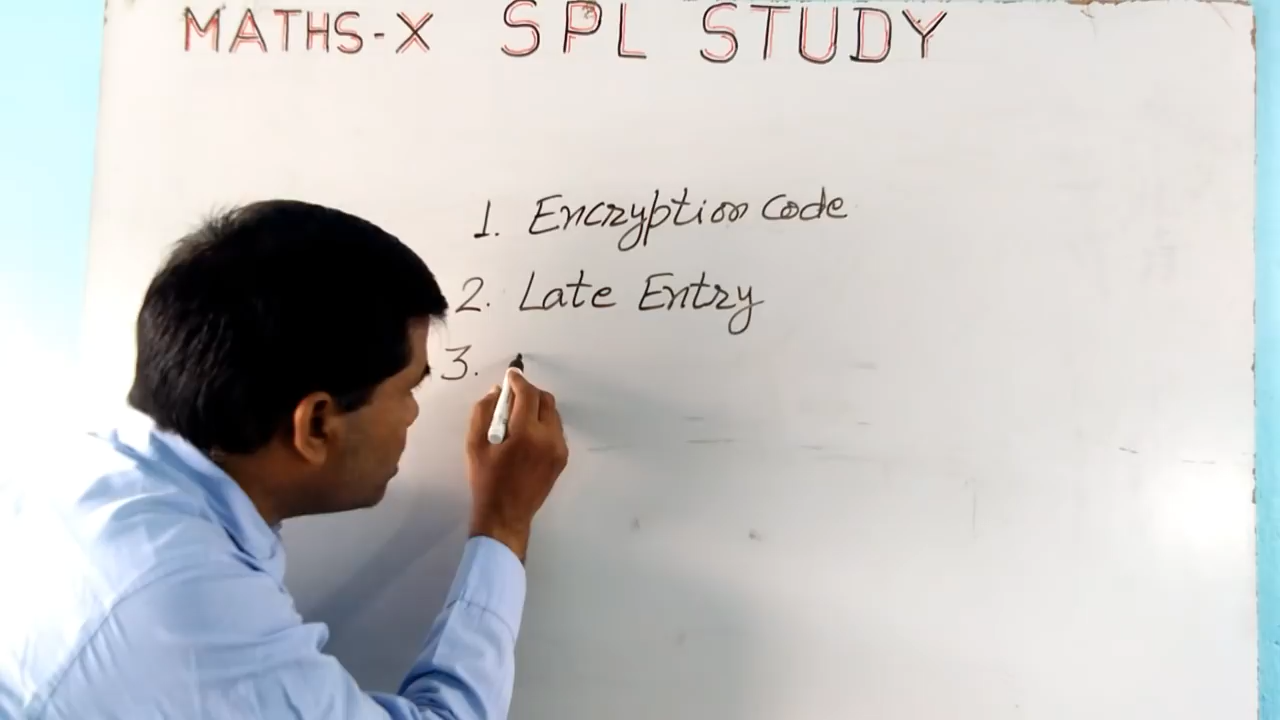 MATHS-X SPL STUDY
1. Encryption Code
2. Late Entry
3.